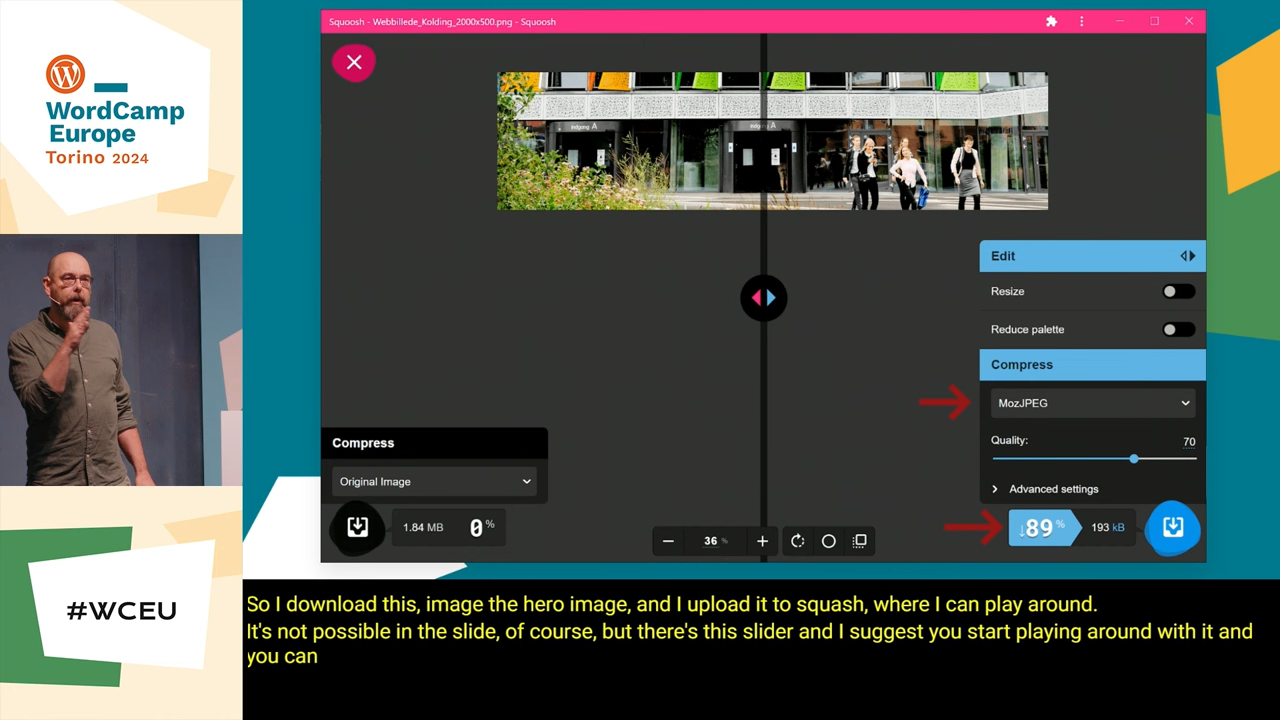 WordCamp
Europe
Torino 2024
#WCEU
Squoosh - Webbillede_Kolding_2000x500.png - Squoosh
Indgang A
Indgang A
Edit
Resize
Reduce palette
Compress
MozJPEG
Quality:
70
Advanced settings
Compress
Original Image
1.84 MB
0 %
36 %
↓89 %
193 kB
So I download this, image the hero image, and I upload it to squash, where I can play around.
It's not possible in the slide, of course, but there's this slider and I suggest you start playing around with it and
you can